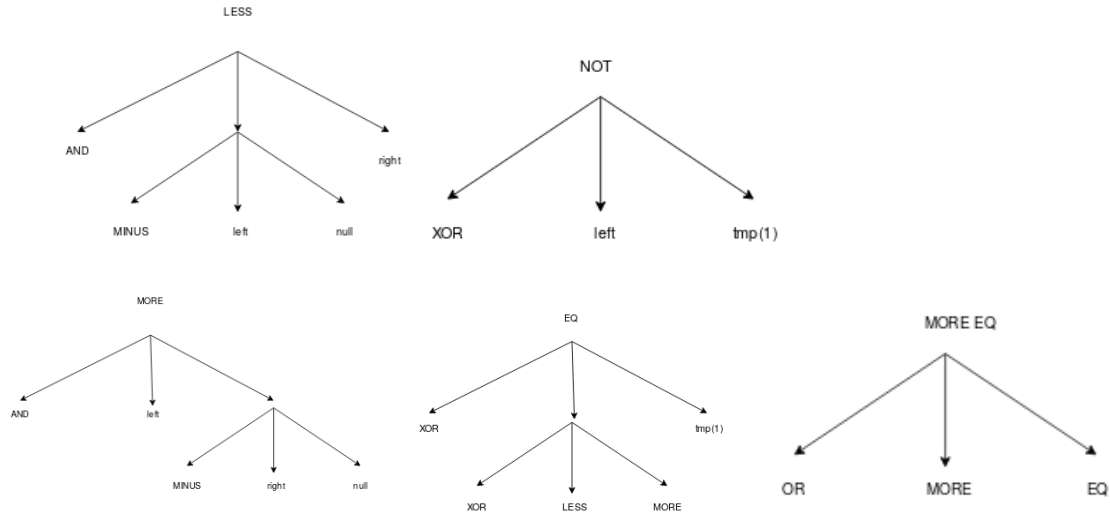 LESS
AND
right
MINUS left null
NOT
XOR left tmp(1)
MORE
AND left
MINUS right null
EQ
XOR tmp(1)
XOR LESS MORE
MORE EQ
OR MORE EQ